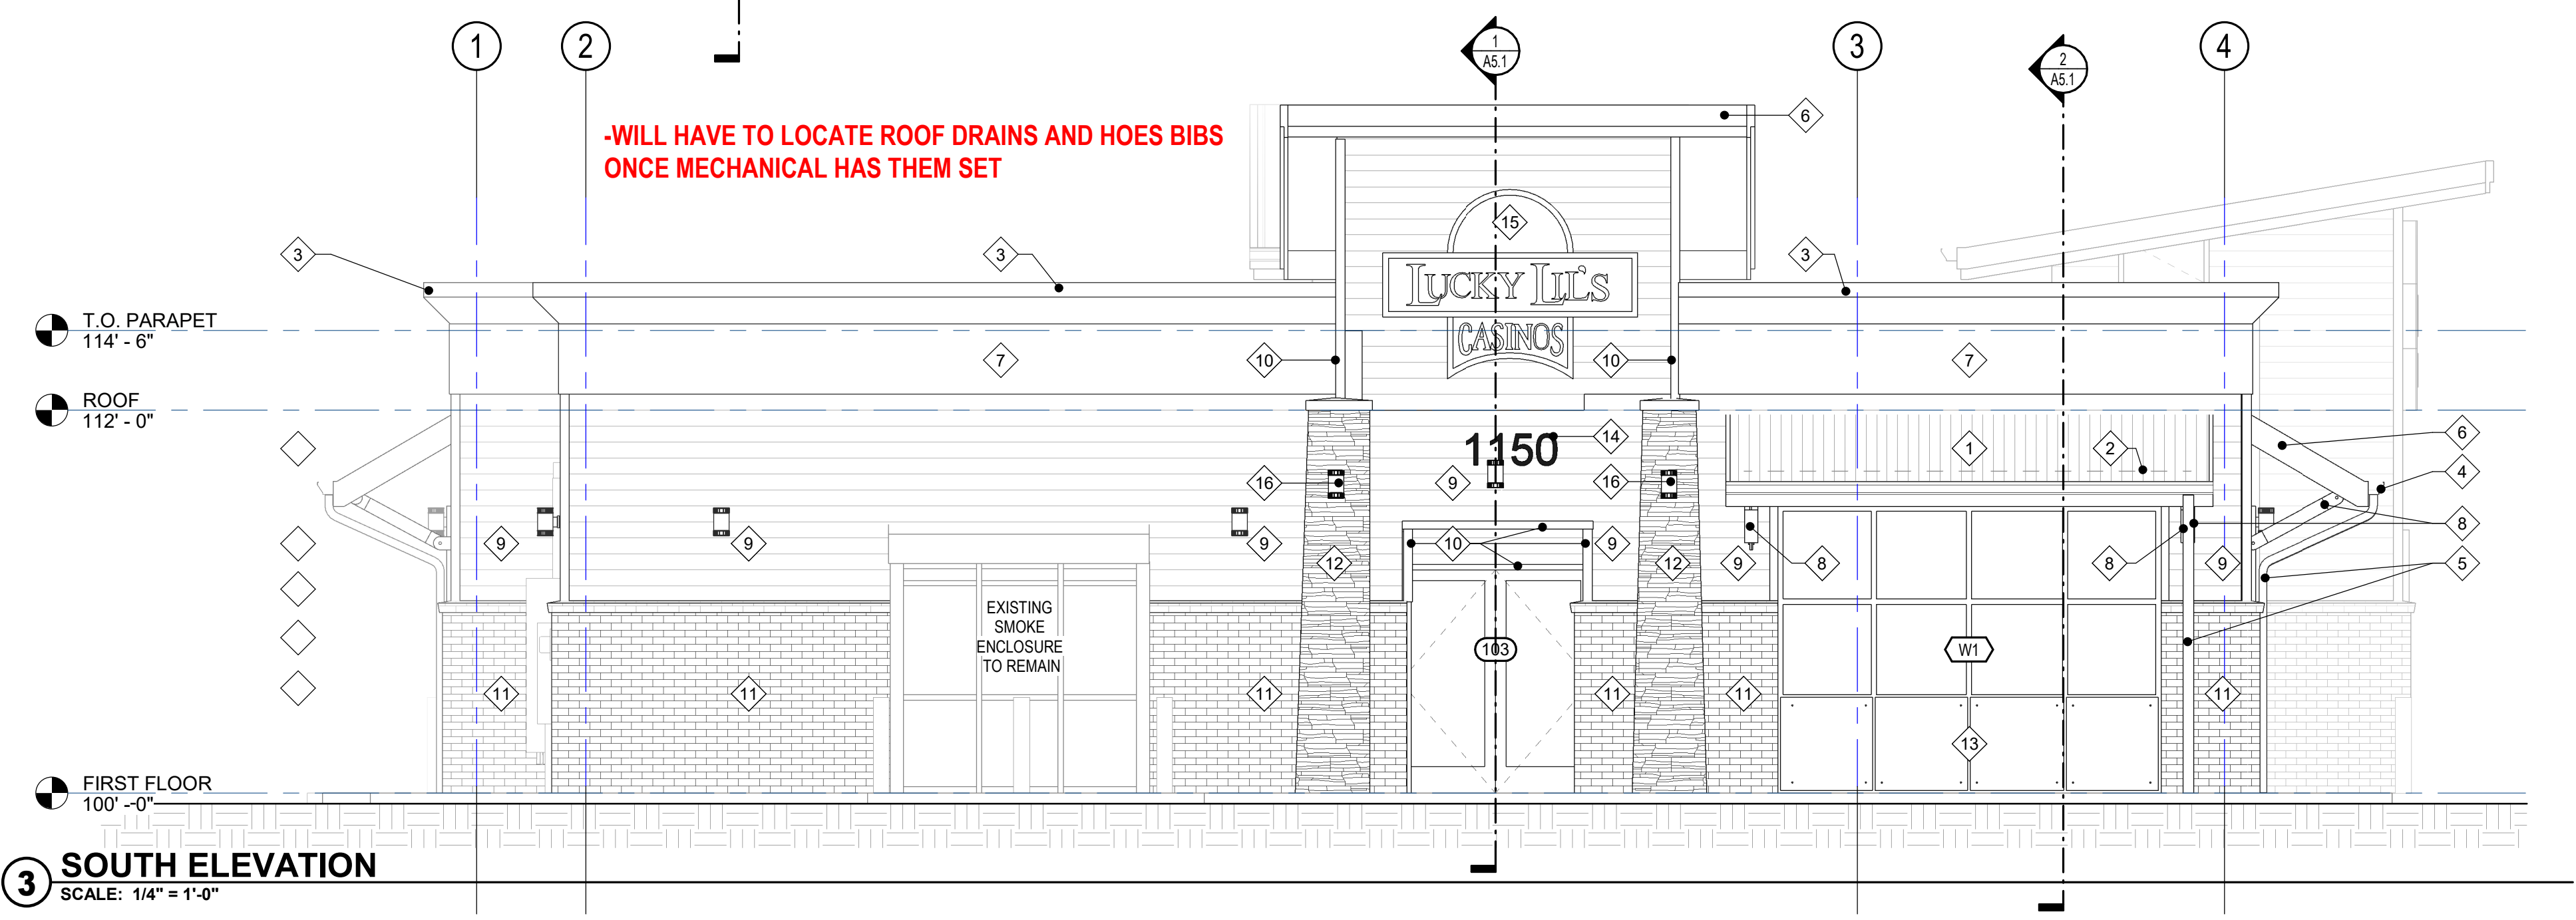 1
2
1
A5.1
3
2
A5.1
4
-WILL HAVE TO LOCATE ROOF DRAINS AND HOES BIBS
ONCE MECHANICAL HAS THEM SET
6
15
3
3
3
LUCKY LIL'S
CASINOS
T.O. PARAPET
114' - 6"
7
10
10
7
ROOF
112' - 0"
1150
14
1
2
6
16
9
16
4
9
9
9
10
9
8
12
12
9
8
8
9
5
EXISTING
SMOKE
ENCLOSURE
TO REMAIN
103
W1
11
11
11
11
11
11
13
FIRST FLOOR
100' - 0"
3
SOUTH ELEVATION
SCALE: 1/4" = 1'-0"